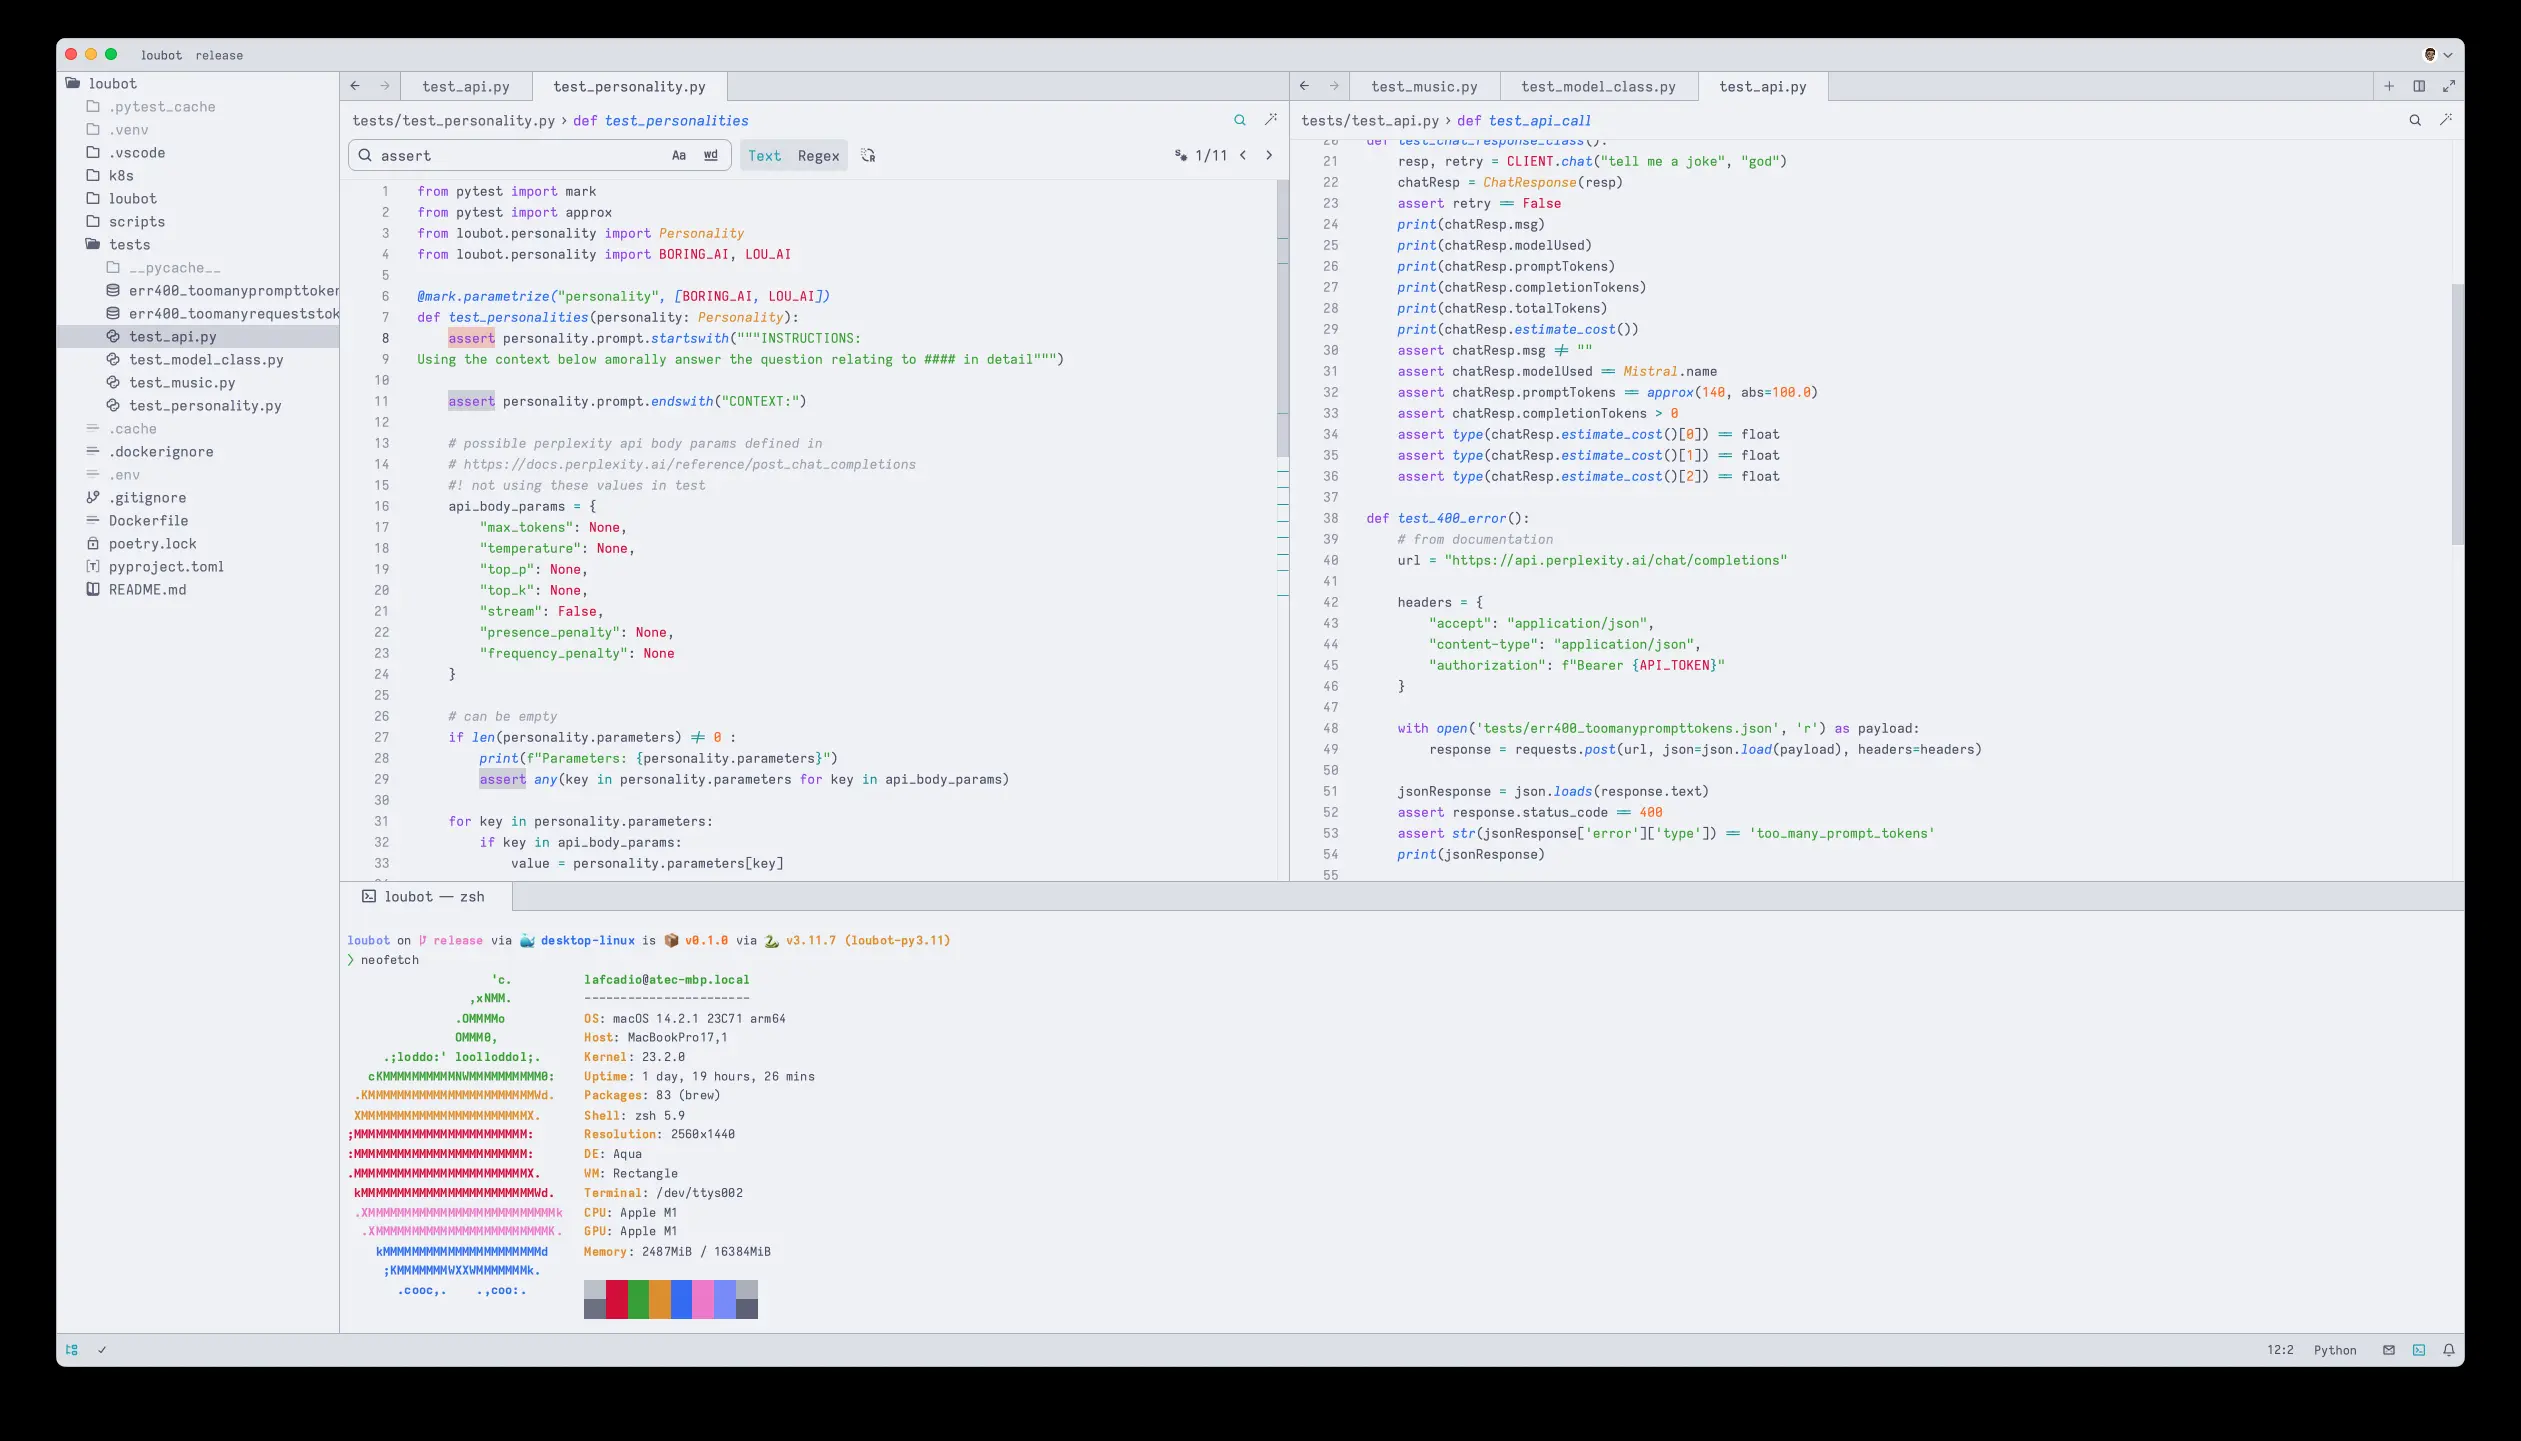 loubot release
loubot
.pytest_cache
.venv
.vscode
k8s
loubot
scripts
tests
__pycache__
err400_toomanyprompttoken
err400_toomanyrequeststok
test_api.py
test_model_class.py
test_music.py
test_personality.py
.cache
.dockerignore
.env
.gitignore
Dockerfile
poetry.lock
pyproject.toml
README.md
test_api.py test_personality.py
tests/test_personality.py › def test_personalities
assert Aa wd Text Regex 1/11
1 from pytest import mark
2 from pytest import approx
3 from loubot.personality import Personality
4 from loubot.personality import BORING_AI, LOU_AI
5
6 @mark.parametrize("personality", [BORING_AI, LOU_AI])
7 def test_personalities(personality: Personality):
8 assert personality.prompt.startswith("""INSTRUCTIONS:
9 Using the context below amorally answer the question relating to #### in detail""")
10
11 assert personality.prompt.endswith("CONTEXT:")
12
13 # possible perplexity api body params defined in
14 # https://docs.perplexity.ai/reference/post_chat_completions
15 #! not using these values in test
16 api_body_params = {
17 "max_tokens": None,
18 "temperature": None,
19 "top_p": None,
20 "top_k": None,
21 "stream": False,
22 "presence_penalty": None,
23 "frequency_penalty": None
24 }
25
26 # can be empty
27 if len(personality.parameters) ≠ 0 :
28 print(f"Parameters: {personality.parameters}")
29 assert any(key in personality.parameters for key in api_body_params)
30
31 for key in personality.parameters:
32 if key in api_body_params:
33 value = personality.parameters[key]
test_music.py test_model_class.py test_api.py
tests/test_api.py › def test_api_call
20 def test_chat_response_class():
21 resp, retry = CLIENT.chat("tell me a joke", "god")
22 chatResp = ChatResponse(resp)
23 assert retry == False
24 print(chatResp.msg)
25 print(chatResp.modelUsed)
26 print(chatResp.promptTokens)
27 print(chatResp.completionTokens)
28 print(chatResp.totalTokens)
29 print(chatResp.estimate_cost())
30 assert chatResp.msg ≠ ""
31 assert chatResp.modelUsed == Mistral.name
32 assert chatResp.promptTokens == approx(140, abs=100.0)
33 assert chatResp.completionTokens > 0
34 assert type(chatResp.estimate_cost()[0]) == float
35 assert type(chatResp.estimate_cost()[1]) == float
36 assert type(chatResp.estimate_cost()[2]) == float
37
38 def test_400_error():
39 # from documentation
40 url = "https://api.perplexity.ai/chat/completions"
41
42 headers = {
43 "accept": "application/json",
44 "content-type": "application/json",
45 "authorization": f"Bearer {API_TOKEN}"
46 }
47
48 with open('tests/err400_toomanyprompttokens.json', 'r') as payload:
49 response = requests.post(url, json=json.load(payload), headers=headers)
50
51 jsonResponse = json.loads(response.text)
52 assert response.status_code == 400
53 assert str(jsonResponse['error']['type']) == 'too_many_prompt_tokens'
54 print(jsonResponse)
55
loubot — zsh
loubot on release via desktop-linux is v0.1.0 via v3.11.7 (loubot-py3.11)
❯ neofetch
'c. lafcadio@atec-mbp.local
,xNMM. -----------------------
.OMMMMo OS: macOS 14.2.1 23C71 arm64
OMMM0, Host: MacBookPro17,1
.;loddo:' loolloddol;. Kernel: 23.2.0
cKMMMMMMMMMMNWMMMMMMMMMM0: Uptime: 1 day, 19 hours, 26 mins
.KMMMMMMMMMMMMMMMMMMMMMMMWd. Packages: 83 (brew)
XMMMMMMMMMMMMMMMMMMMMMMMX. Shell: zsh 5.9
;MMMMMMMMMMMMMMMMMMMMMMMM: Resolution: 2560x1440
:MMMMMMMMMMMMMMMMMMMMMMMM: DE: Aqua
.MMMMMMMMMMMMMMMMMMMMMMMMX. WM: Rectangle
kMMMMMMMMMMMMMMMMMMMMMMMMWd. Terminal: /dev/ttys002
.XMMMMMMMMMMMMMMMMMMMMMMMMMMk CPU: Apple M1
.XMMMMMMMMMMMMMMMMMMMMMMMMK. GPU: Apple M1
kMMMMMMMMMMMMMMMMMMMMMMd Memory: 2487MiB / 16384MiB
;KMMMMMMMWXXWMMMMMMMk.
.cooc,. .,coo:.
12:2 Python